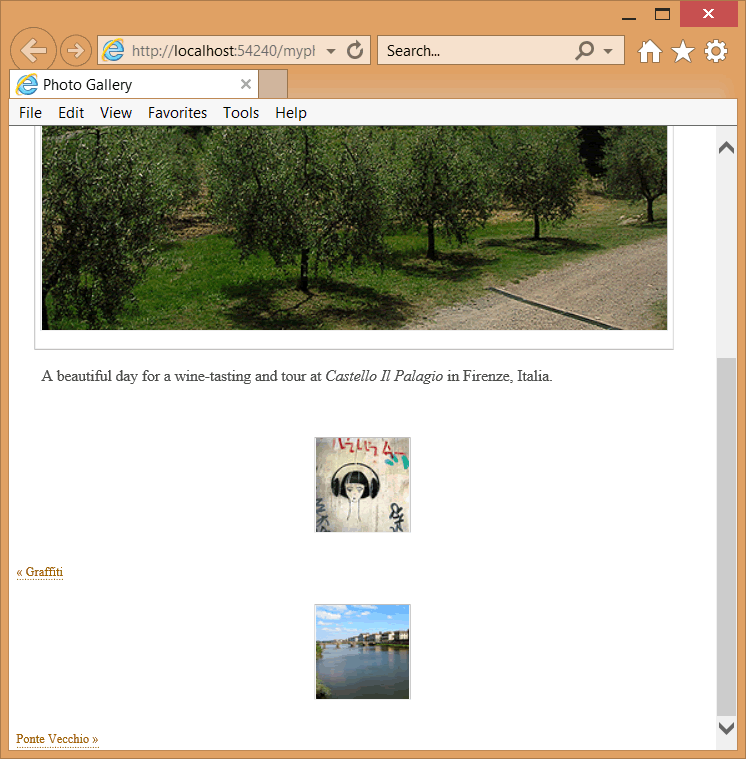 http://localhost:54240/myph
Search...
Photo Gallery
File Edit View Favorites Tools Help
A beautiful day for a wine-tasting and tour at Castello Il Palagio in Firenze, Italia.
« Graffiti
Ponte Vecchio »